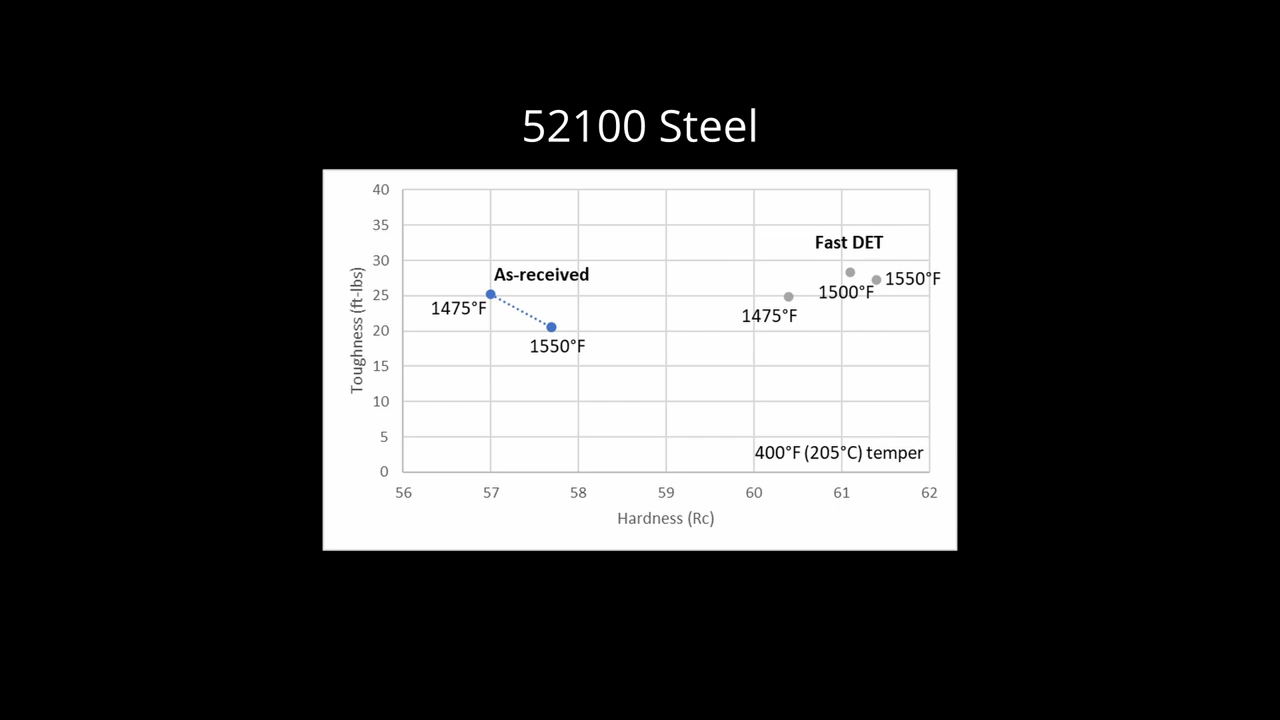 52100 Steel
40
35
30
25
20
15
10
5
0
Toughness (ft-lbs)
As-received
1475°F
1550°F
Fast DET
1550°F
1500°F
1475°F
400°F (205°C) temper
56 57 58 59 60 61 62
Hardness (Rc)